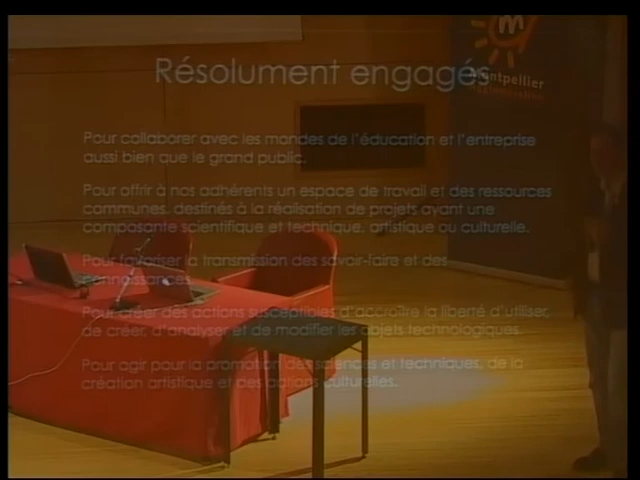 Résolument engagés
Montpellier
Pour collaborer avec les mondes de l'éducation et l'entreprise
aussi bien que le grand public.
Pour offrir à nos adhérents un espace de travail et des ressources
communes, destinés à la réalisation de projets ayant une
composante scientifique et technique, artistique ou culturelle.
Pour favoriser la transmission des savoir-faire et des
connaissances.
Pour créer des actions susceptibles d'accroître la liberté d'utiliser,
de créer, d'analyser et de modifier les objets technologiques.
Pour agir pour la promotion des sciences et techniques, de la
création artistique et des actions culturelles.